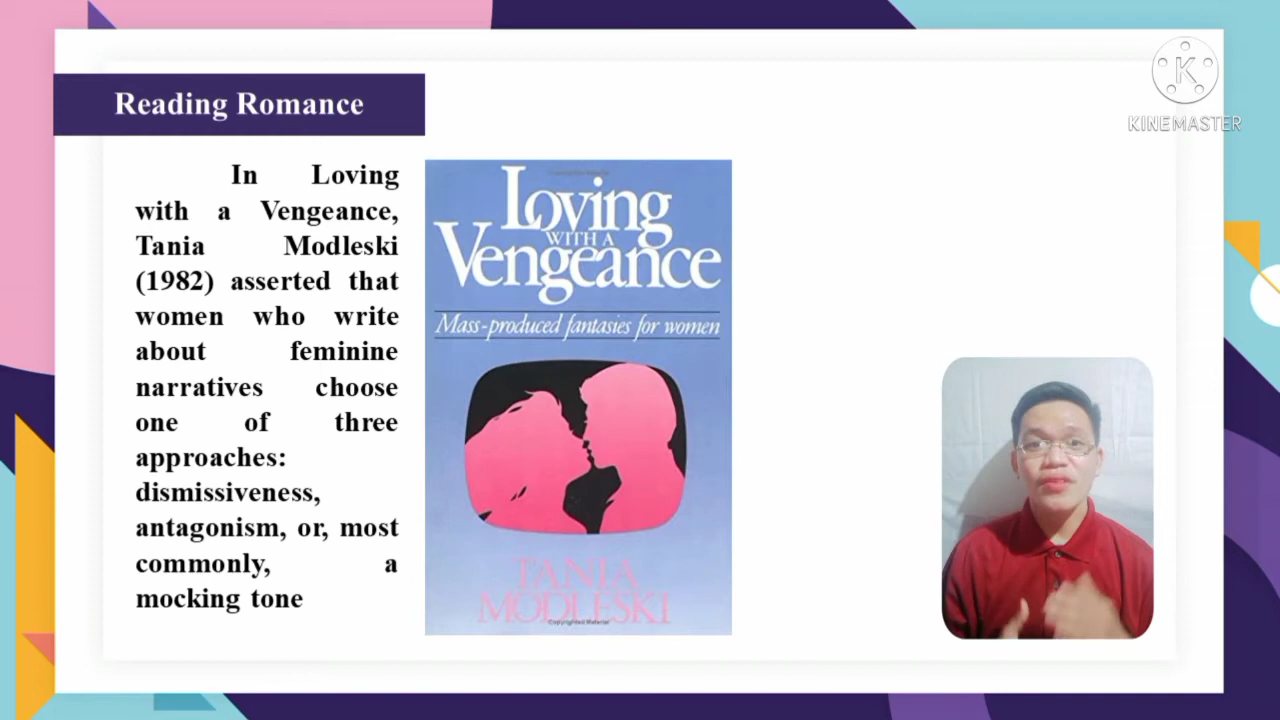 Reading Romance
In Loving
with a Vengeance,
Tania Modleski
(1982) asserted that
women who write
about feminine
narratives choose
one of three
approaches:
dismissiveness,
antagonism, or, most
commonly, a
mocking tone
Loving
WITH A
Vengeance
Mass-produced fantasies for women
TANIA
MODLESKI
Copyrighted Material
K
KINEMASTER